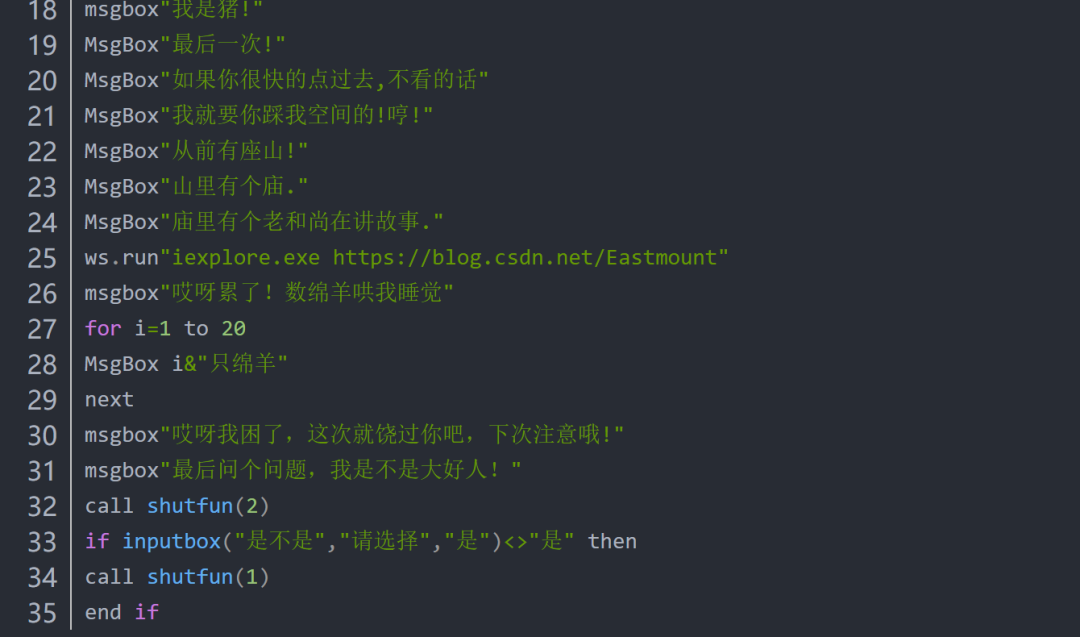 18 msgbox"我是猪!"
19 MsgBox"最后一次!"
20 MsgBox"如果你很快的点过去,不看的话"
21 MsgBox"我就要你踩我空间的!哼!"
22 MsgBox"从前有座山!"
23 MsgBox"山里有个庙."
24 MsgBox"庙里有个老和尚在讲故事."
25 ws.run"iexplore.exe https://blog.csdn.net/Eastmount"
26 msgbox"哎呀累了！数绵羊哄我睡觉"
27 for i=1 to 20
28 MsgBox i&"只绵羊"
29 next
30 msgbox"哎呀我困了，这次就饶过你吧，下次注意哦!"
31 msgbox"最后问个问题，我是不是大好人！"
32 call shutfun(2)
33 if inputbox("是不是","请选择","是")<>"是" then
34 call shutfun(1)
35 end if